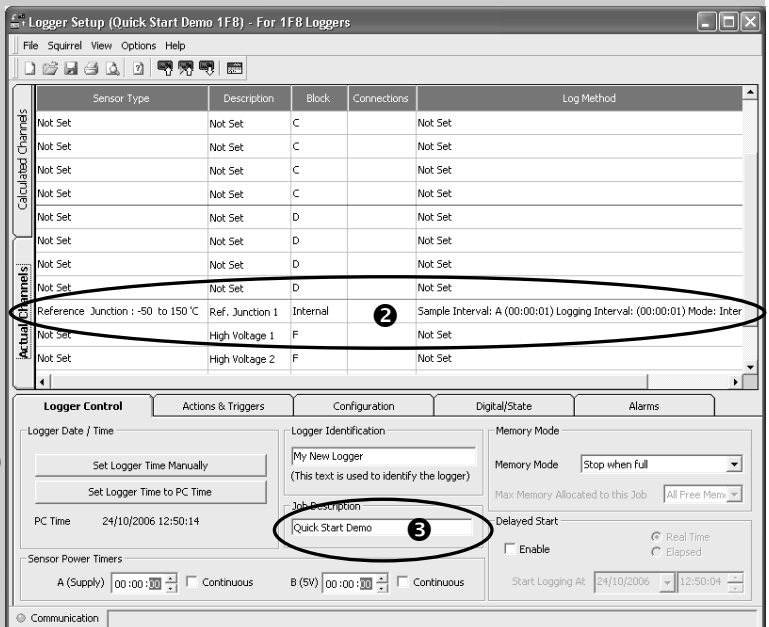 Logger Setup (Quick Start Demo 1F8) - For 1F8 Loggers
File Squirrel View Options Help
Sensor Type Description Block Connections Log Method
Calculated Channels
Actual Channels
Not Set Not Set C Not Set
Not Set Not Set C Not Set
Not Set Not Set C Not Set
Not Set Not Set C Not Set
Not Set Not Set D Not Set
Not Set Not Set D Not Set
Not Set Not Set D Not Set
Not Set Not Set D Not Set
Reference Junction : -50 to 150 'C Ref. Junction 1 Internal ❷ Sample Interval: A (00:00:01) Logging Interval: (00:00:01) Mode: Inter
Not Set High Voltage 1 F Not Set
Not Set High Voltage 2 F Not Set
Logger Control Actions & Triggers Configuration Digital/State Alarms
Logger Date / Time
Set Logger Time Manually
Set Logger Time to PC Time
PC Time 24/10/2006 12:50:14
Logger Identification
My New Logger
(This text is used to identify the logger)
Job Description
Quick Start Demo ❸
Memory Mode
Memory Mode Stop when full
Max Memory Allocated to this Job All Free Mem
Delayed Start
Enable
Real Time
Elapsed
Start Logging At 24/10/2006 12:50:04
Sensor Power Timers
A (Supply) 00:00:00 Continuous B (5V) 00:00:00 Continuous
Communication